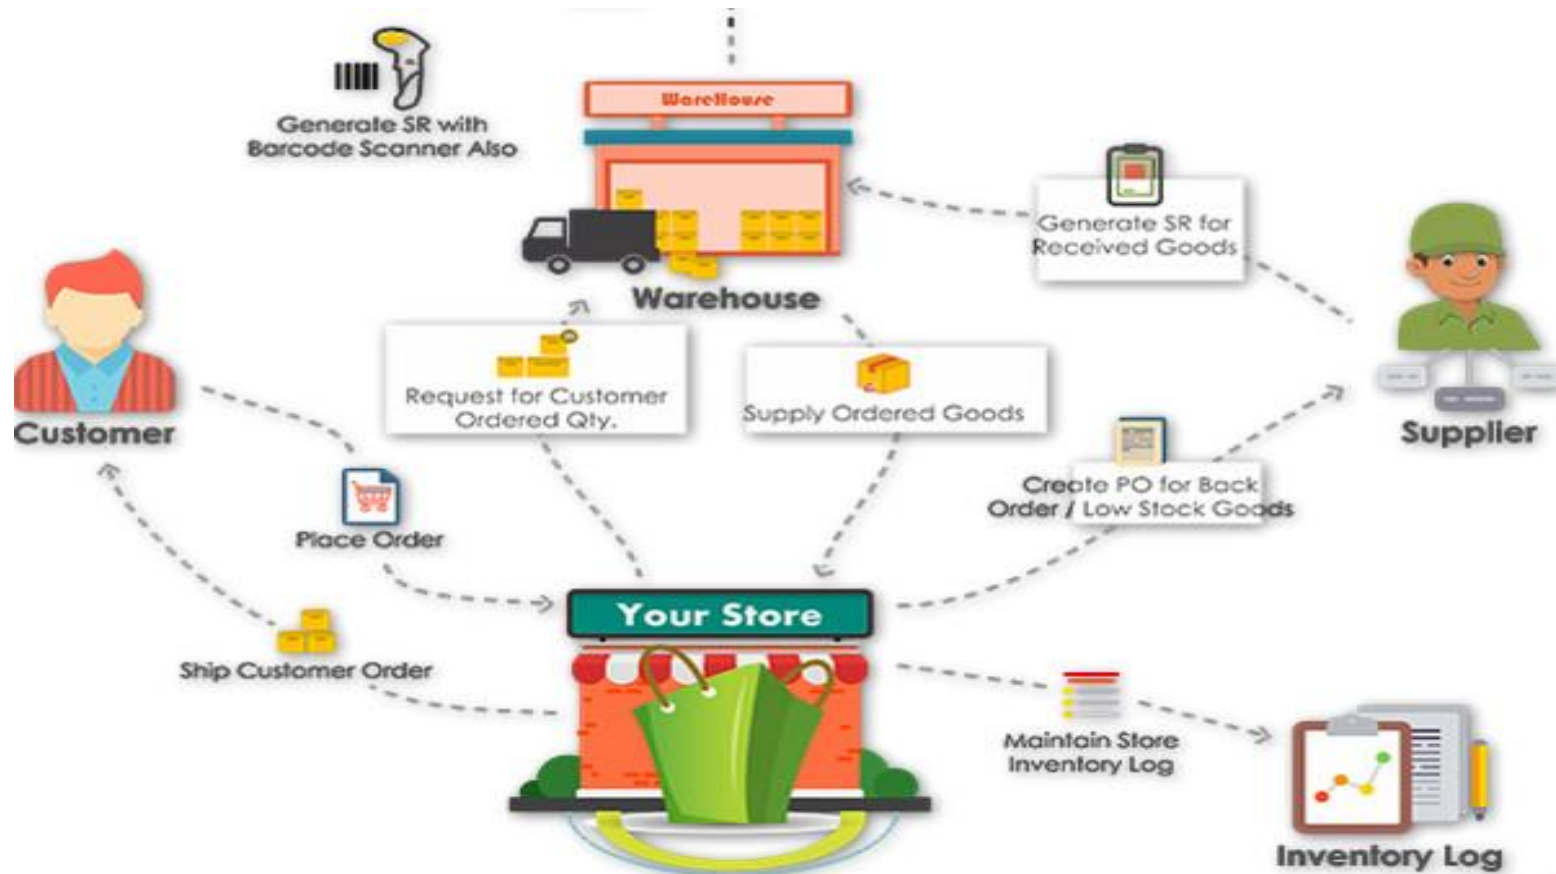 Generate SR with
Barcode Scanner Also
WareHouse
Generate SR for
Received Goods
Warehouse
Request for Customer
Ordered Qty.
Supply Ordered Goods
Customer
Supplier
Create PO for Back
Order / Low Stock Goods
Place Order
Your Store
Ship Customer Order
Maintain Store
Inventory Log
Inventory Log